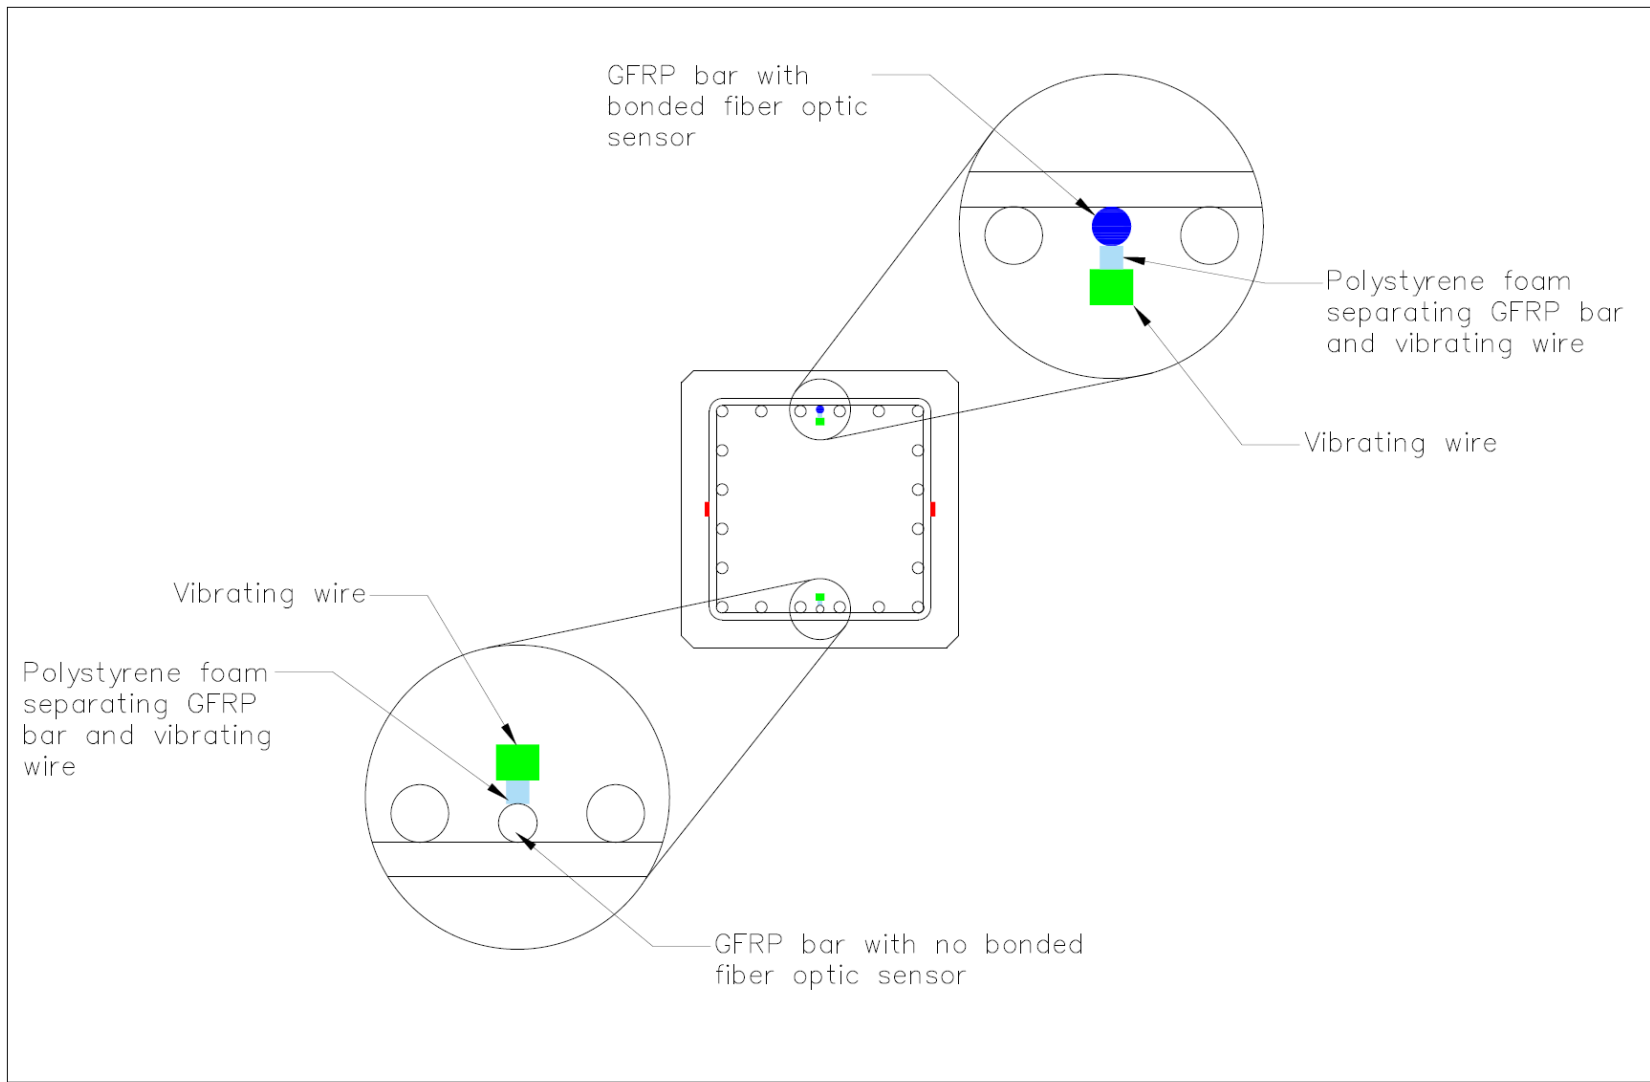 GFRP bar with
bonded fiber optic
sensor
Polystyrene foam
separating GFRP bar
and vibrating wire
Vibrating wire
Vibrating wire
Polystyrene foam
separating GFRP
bar and vibrating
wire
GFRP bar with no bonded
fiber optic sensor